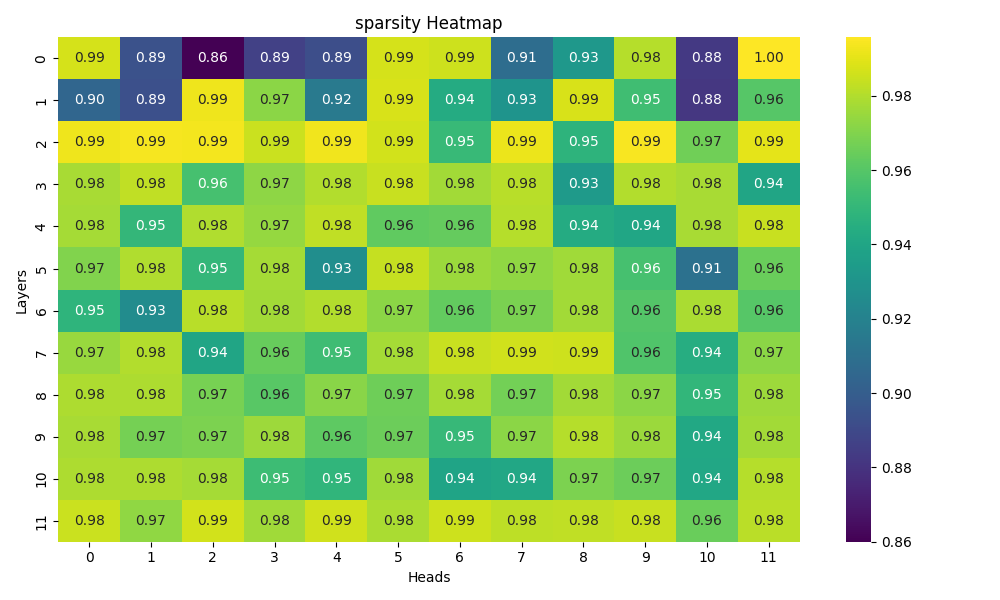 sparsity Heatmap
0 0.99 0.89 0.86 0.89 0.89 0.99 0.99 0.91 0.93 0.98 0.88 1.00
1 0.90 0.89 0.99 0.97 0.92 0.99 0.94 0.93 0.99 0.95 0.88 0.96
2 0.99 0.99 0.99 0.99 0.99 0.99 0.95 0.99 0.95 0.99 0.97 0.99
3 0.98 0.98 0.96 0.97 0.98 0.98 0.98 0.98 0.93 0.98 0.98 0.94
4 0.98 0.95 0.98 0.97 0.98 0.96 0.96 0.98 0.94 0.94 0.98 0.98
5 0.97 0.98 0.95 0.98 0.93 0.98 0.98 0.97 0.98 0.96 0.91 0.96
6 0.95 0.93 0.98 0.98 0.98 0.97 0.96 0.97 0.98 0.96 0.98 0.96
7 0.97 0.98 0.94 0.96 0.95 0.98 0.98 0.99 0.99 0.96 0.94 0.97
8 0.98 0.98 0.97 0.96 0.97 0.97 0.98 0.97 0.98 0.97 0.95 0.98
9 0.98 0.97 0.97 0.98 0.96 0.97 0.95 0.97 0.98 0.98 0.94 0.98
10 0.98 0.98 0.98 0.95 0.95 0.98 0.94 0.94 0.97 0.97 0.94 0.98
11 0.98 0.97 0.99 0.98 0.99 0.98 0.99 0.98 0.98 0.98 0.96 0.98
0 1 2 3 4 5 6 7 8 9 10 11
Heads
Layers
0.98
0.96
0.94
0.92
0.90
0.88
0.86